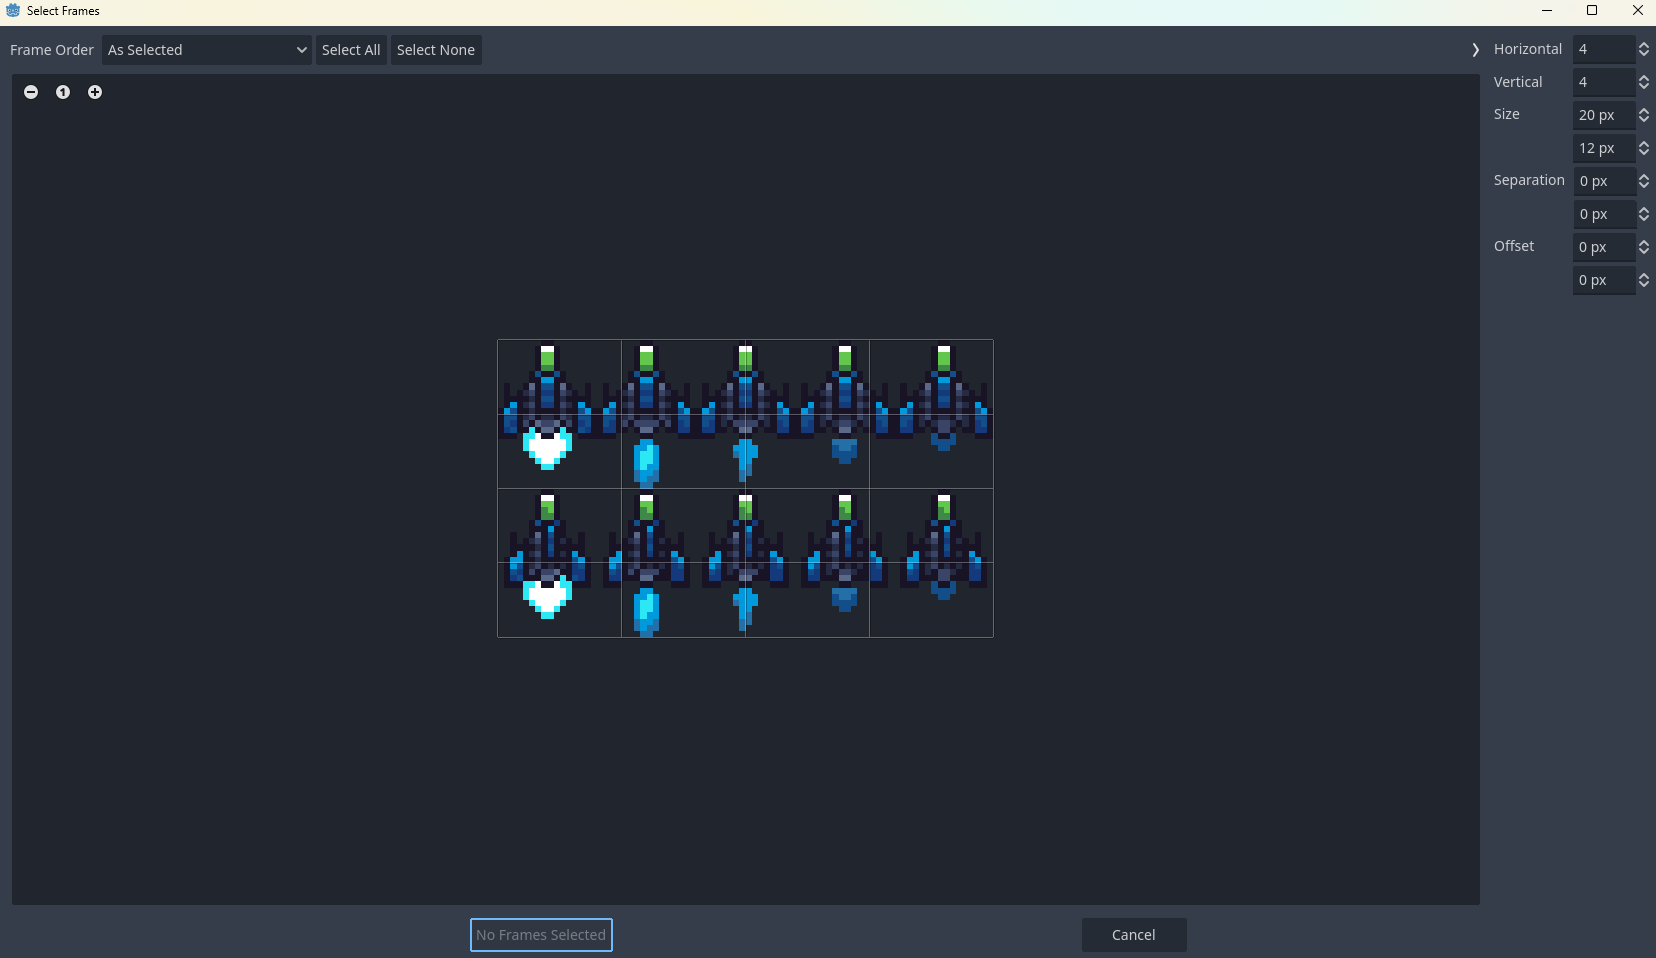 Select Frames
Frame Order As Selected Select All Select None
Horizontal 4
Vertical 4
Size 20 px
12 px
Separation 0 px
0 px
Offset 0 px
0 px
1
No Frames Selected Cancel